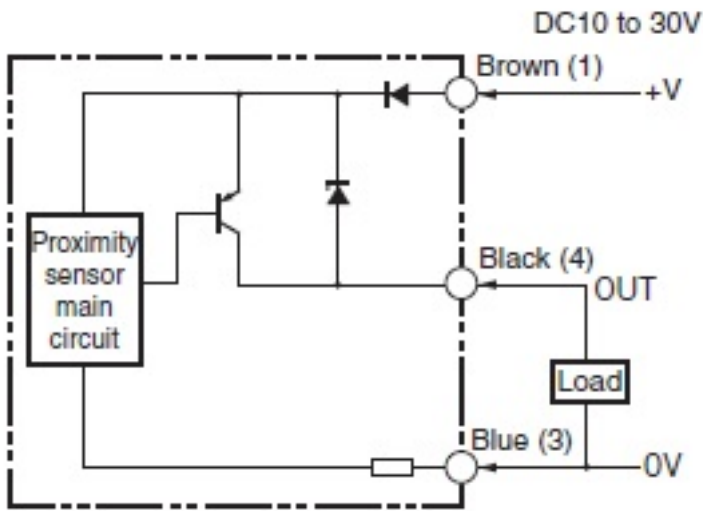 DC10 to 30V
Brown (1)
+V
Proximity
sensor
main
circuit
Black (4)
OUT
Load
Blue (3)
0V